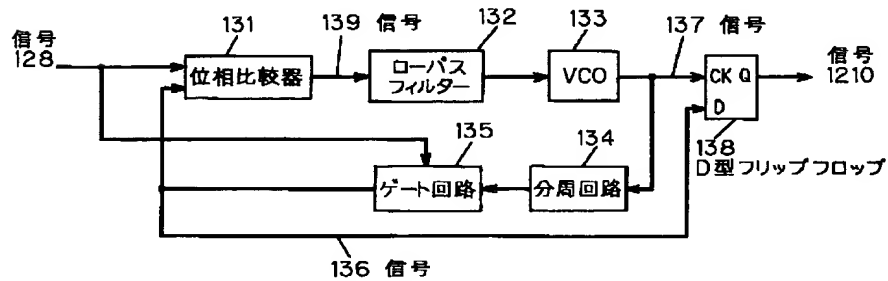 信号
128
131
位相比較器
139 信号
132
ローパス
フィルター
133
VCO
137 信号
CK Q
D
信号
1210
138
D型フリップフロップ
135
ゲート回路
134
分周回路
136 信号